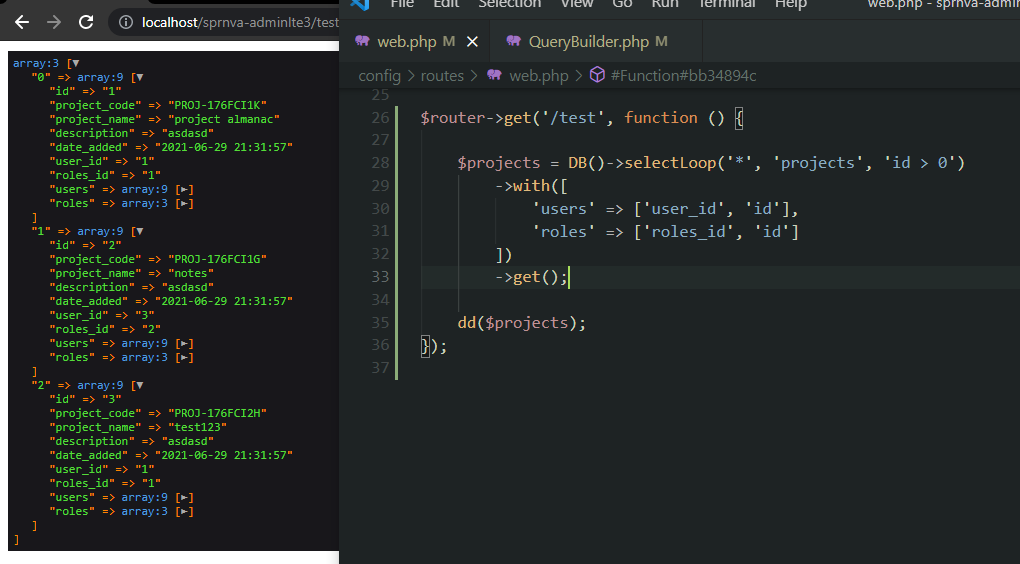 localhost/sprnva-adminlte3/test
array:3 [▼
"0" => array:9 [▼
"id" => "1"
"project_code" => "PROJ-176FCI1K"
"project_name" => "project almanac"
"description" => "asdasd"
"date_added" => "2021-06-29 21:31:57"
"user_id" => "1"
"roles_id" => "1"
"users" => array:9 [▶]
"roles" => array:3 [▶]
]
"1" => array:9 [▼
"id" => "2"
"project_code" => "PROJ-176FCI1G"
"project_name" => "notes"
"description" => "asdasd"
"date_added" => "2021-06-29 21:31:57"
"user_id" => "3"
"roles_id" => "2"
"users" => array:9 [▶]
"roles" => array:3 [▶]
]
"2" => array:9 [▼
"id" => "3"
"project_code" => "PROJ-176FCI2H"
"project_name" => "test123"
"description" => "asdasd"
"date_added" => "2021-06-29 21:31:57"
"user_id" => "1"
"roles_id" => "1"
"users" => array:9 [▶]
"roles" => array:3 [▶]
]
]
File Edit Selection View Go Run Terminal Help web.php - sprnva-admin
web.php M × QueryBuilder.php M
config > routes > web.php > #Function#bb34894c
25
26 $router->get('/test', function () {
27
28 $projects = DB()->selectLoop('*', 'projects', 'id > 0')
29 ->with([
30 'users' => ['user_id', 'id'],
31 'roles' => ['roles_id', 'id']
32 ])
33 ->get();
34
35 dd($projects);
36 });
37